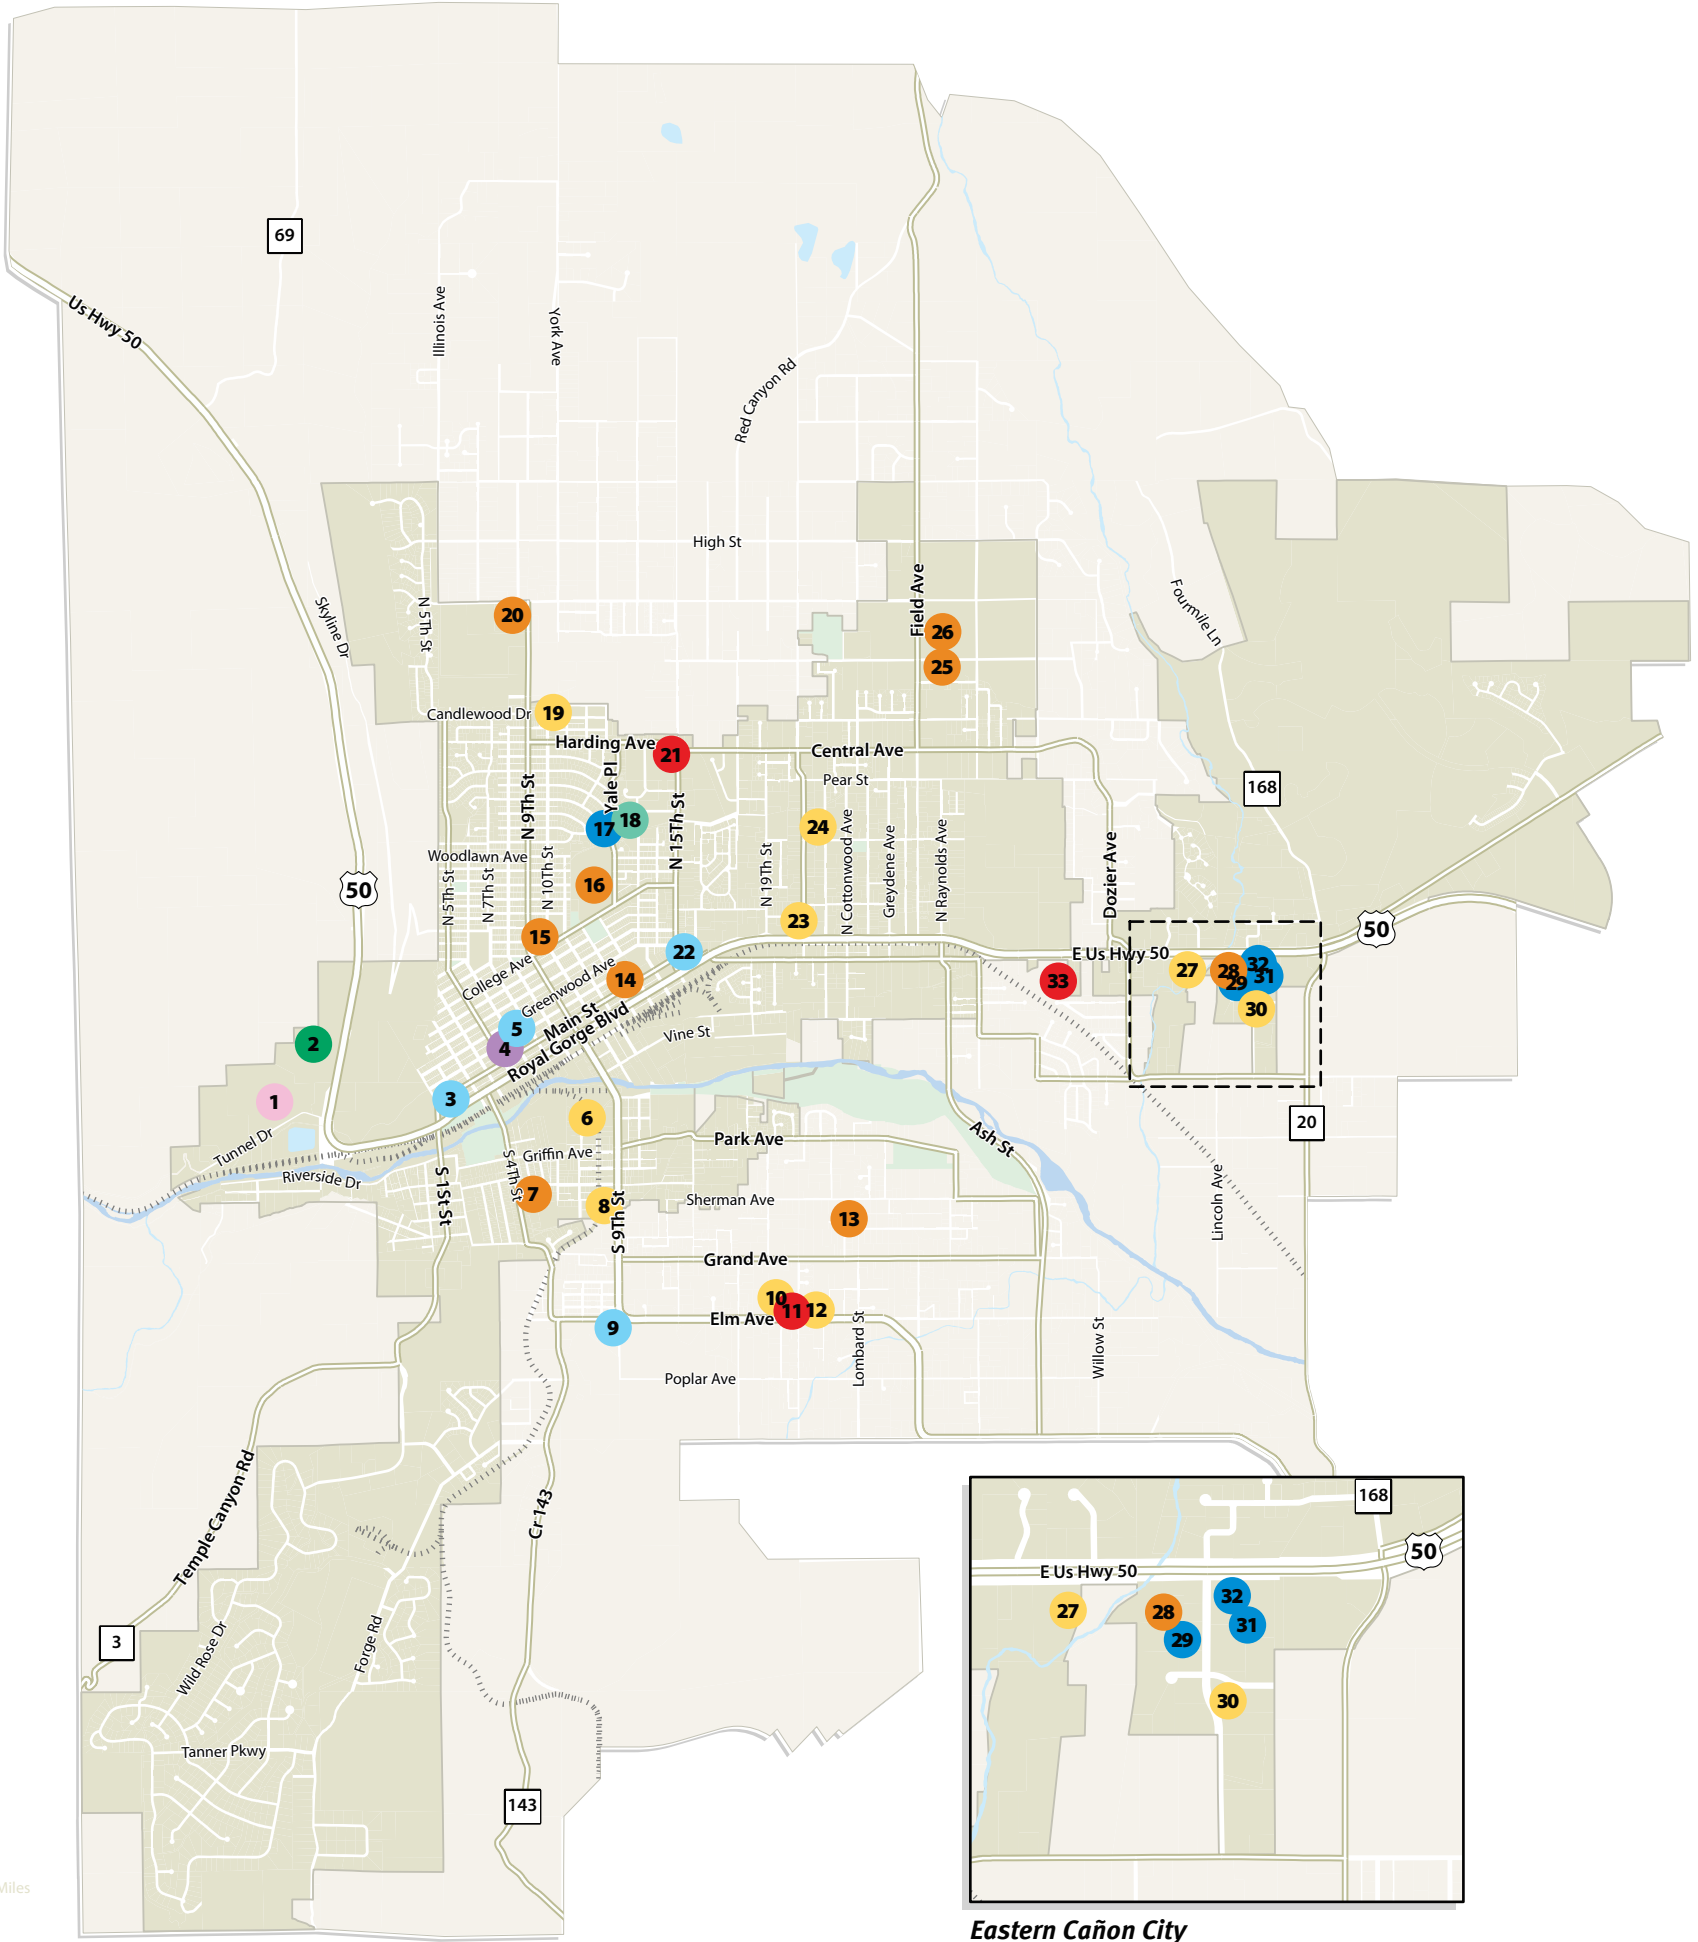 69
Us Hwy 50
Illinois Ave
York Ave
Red Canyon Rd
High St
Skyline Dr
N 5Th St
20
Field Ave
26
25
Fourmile Ln
Candlewood Dr
19
Harding Ave
21
Central Ave
Pear St
168
N 9Th St
Yale Pl
17
18
N 15Th St
24
Woodlawn Ave
N 5Th St
N 7Th St
N 10Th St
16
N 19Th St
N Cottonwood Ave
Greydene Ave
N Raynolds Ave
Dozier Ave
50
15
23
22
50
E Us Hwy 50
College Ave
Greenwood Ave
14
33
27
28
29
32
31
30
5
4
Main St
Royal Gorge Blvd
Vine St
2
1
3
6
Tunnel Dr
Riverside Dr
Griffin Ave
Park Ave
Ash St
20
S 1St St
S 4Th St
7
8
S 9Th St
Sherman Ave
13
Lincoln Ave
Grand Ave
10
11
12
9
Elm Ave
Lombard St
Willow St
Poplar Ave
Temple Canyon Rd
Cr 143
3
Wild Rose Dr
Forge Rd
Tanner Pkwy
143
Miles
168
50
E Us Hwy 50
27
28
32
29
31
30
Eastern Cañon City